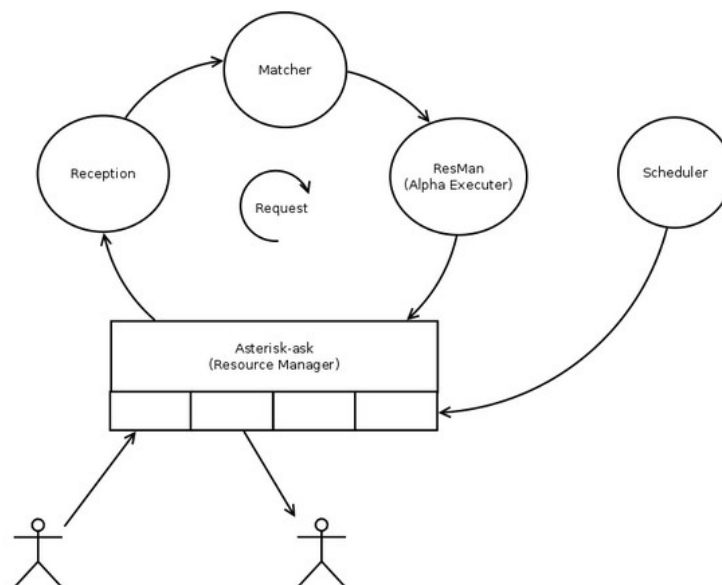 Matcher
Reception
ResMan
(Alpha Executer)
Scheduler
Request
Asterisk-ask
(Resource Manager)